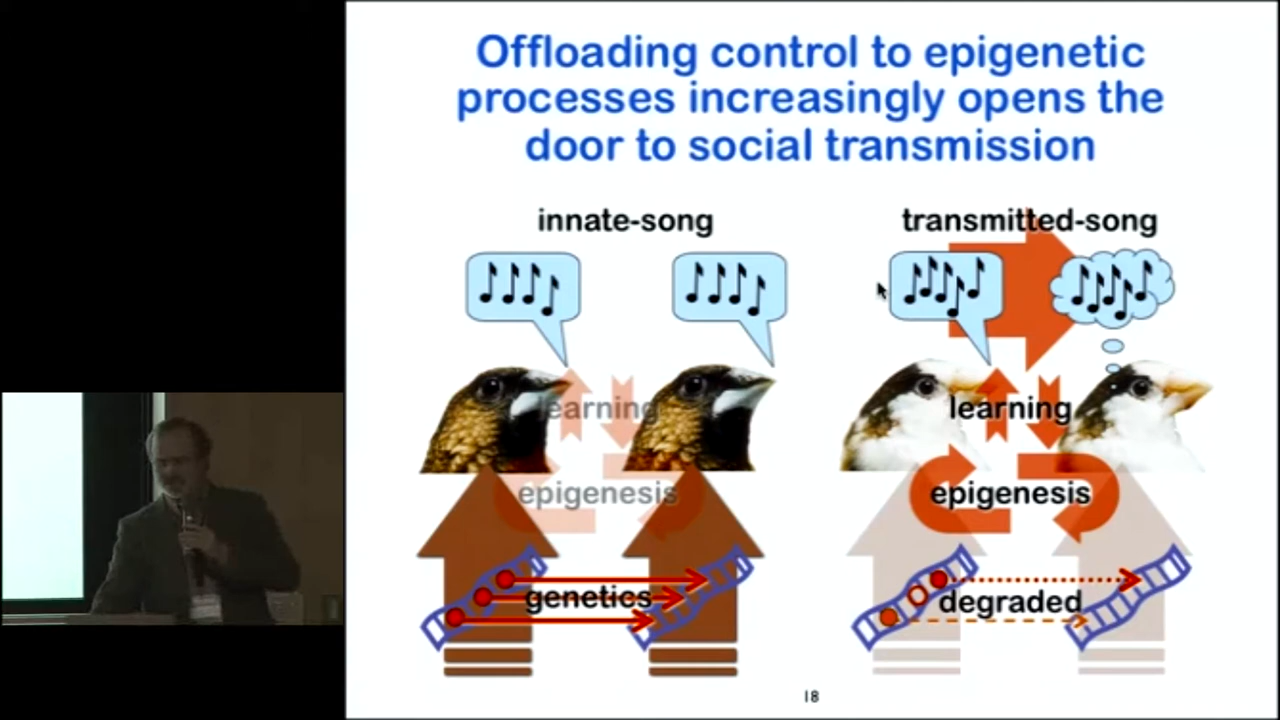 Offloading control to epigenetic
processes increasingly opens the
door to social transmission
innate-song
transmitted-song
learning
learning
epigenesis
epigenesis
genetics
degraded
18